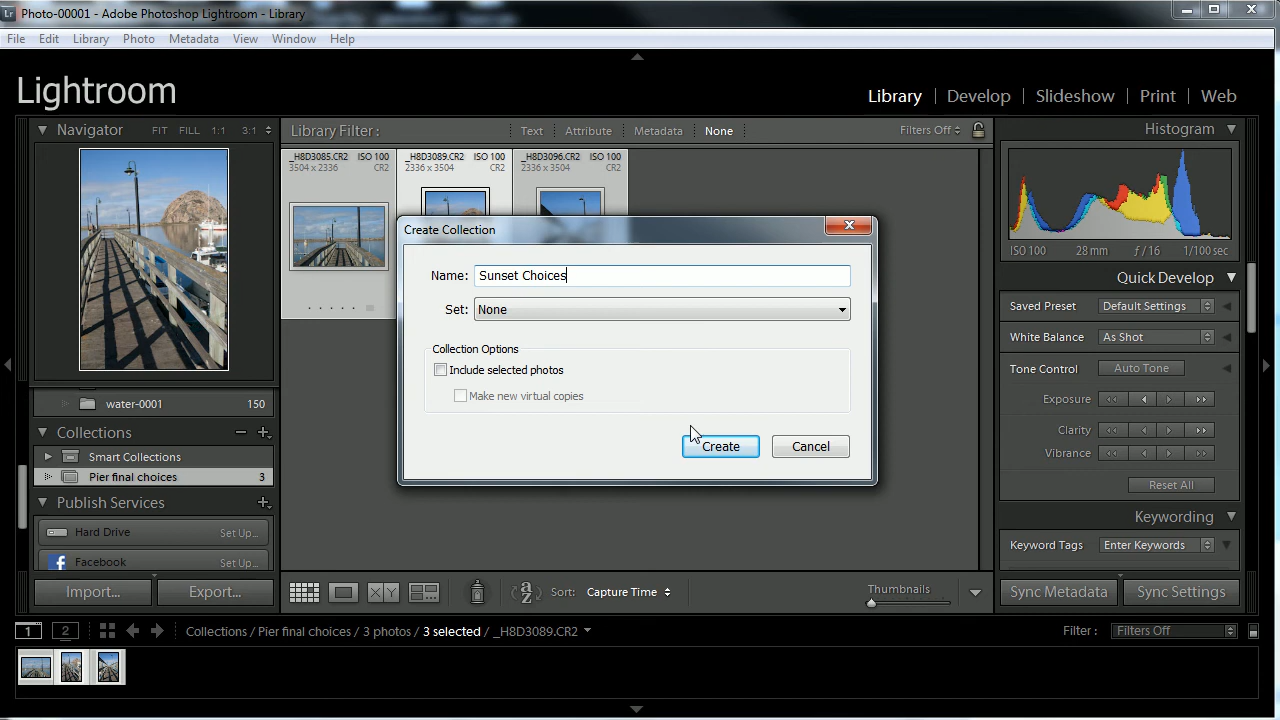 Lr Photo-00001 - Adobe Photoshop Lightroom - Library
File Edit Library Photo Metadata View Window Help
Lightroom
Library | Develop | Slideshow | Print | Web
Navigator FIT FILL 1:1 3:1
Library Filter : Text Attribute Metadata None Filters Off
Histogram
_H8D3085.CR2 ISO 100
3504 x 2336 CR2
_H8D3089.CR2 ISO 100
2336 x 3504 CR2
_H8D3096.CR2 ISO 100
2336 x 3504 CR2
ISO 100 28 mm ƒ / 16 1/100 sec
Create Collection
Name: Sunset Choices
Set: None
Collection Options
Include selected photos
Make new virtual copies
Create Cancel
Quick Develop
Saved Preset Default Settings
White Balance As Shot
Tone Control Auto Tone
Exposure
Clarity
Vibrance
Reset All
Keywording
Keyword Tags Enter Keywords
water-0001 150
Collections
Smart Collections
Pier final choices 3
Publish Services
Hard Drive Set Up...
Facebook Set Up...
Import... Export...
XY
Sort: Capture Time
Thumbnails
Sync Metadata Sync Settings
1 2 Collections / Pier final choices / 3 photos / 3 selected / _H8D3089.CR2
Filter : Filters Off